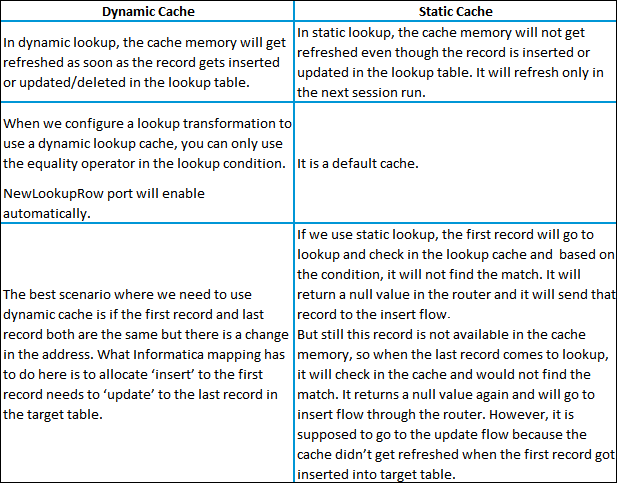 Dynamic Cache
Static Cache
In dynamic lookup, the cache memory will get
refreshed as soon as the record gets inserted
or updated/deleted in the lookup table.
In static lookup, the cache memory will not get
refreshed even though the record is inserted or
updated in the lookup table. It will refresh only in
the next session run.
When we configure a lookup transformation to
use a dynamic lookup cache, you can only use
the equality operator in the lookup condition.
NewLookupRow port will enable
automatically.
It is a default cache.
The best scenario where we need to use
dynamic cache is if the first record and last
record both are the same but there is a change
in the address. What Informatica mapping has
to do here is to allocate ‘insert’ to the first
record needs to ‘update’ to the last record in
the target table.
If we use static lookup, the first record will go to
lookup and check in the lookup cache and based on
the condition, it will not find the match. It will
return a null value in the router and it will send that
record to the insert flow.
But still this record is not available in the cache
memory, so when the last record comes to lookup,
it will check in the cache and would not find the
match. It returns a null value again and will go to
insert flow through the router. However, it is
supposed to go to the update flow because the
cache didn’t get refreshed when the first record got
inserted into target table.